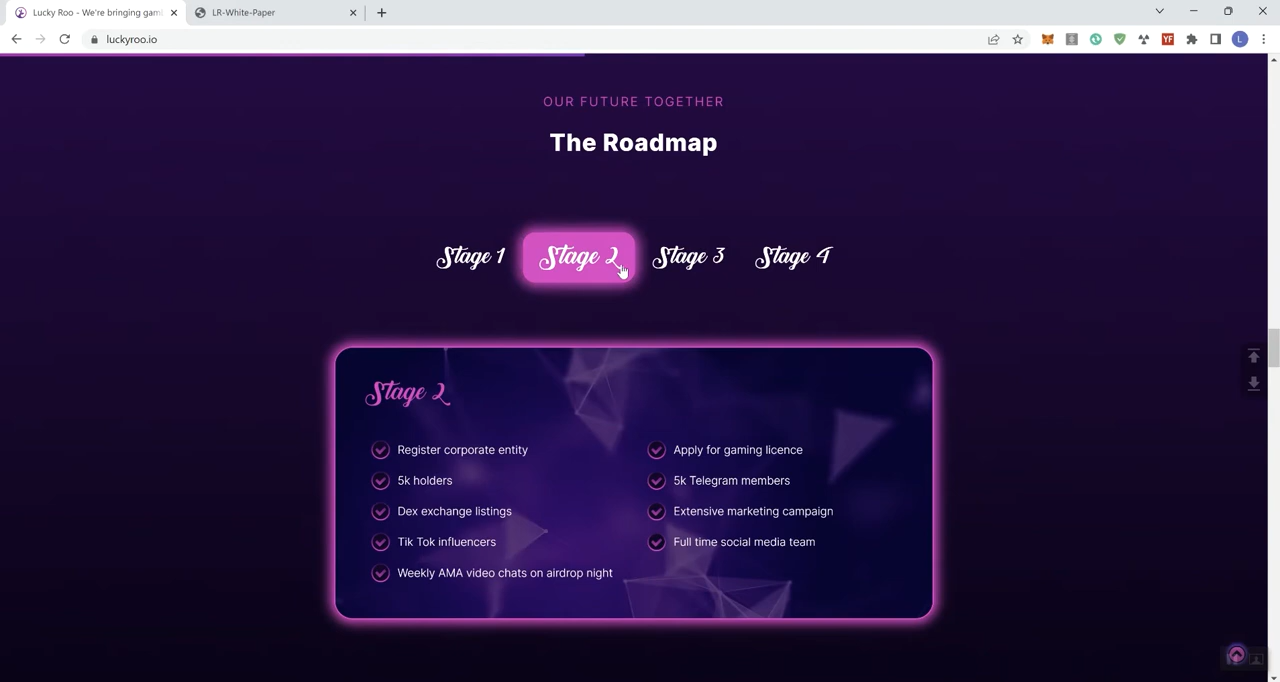 Lucky Roo - We're bringing gam
LR-White-Paper
luckyroo.io
YF
L
OUR FUTURE TOGETHER
The Roadmap
Stage 1
Stage 2
Stage 3
Stage 4
Stage 2
Register corporate entity
Apply for gaming licence
5k holders
5k Telegram members
Dex exchange listings
Extensive marketing campaign
Tik Tok influencers
Full time social media team
Weekly AMA video chats on airdrop night